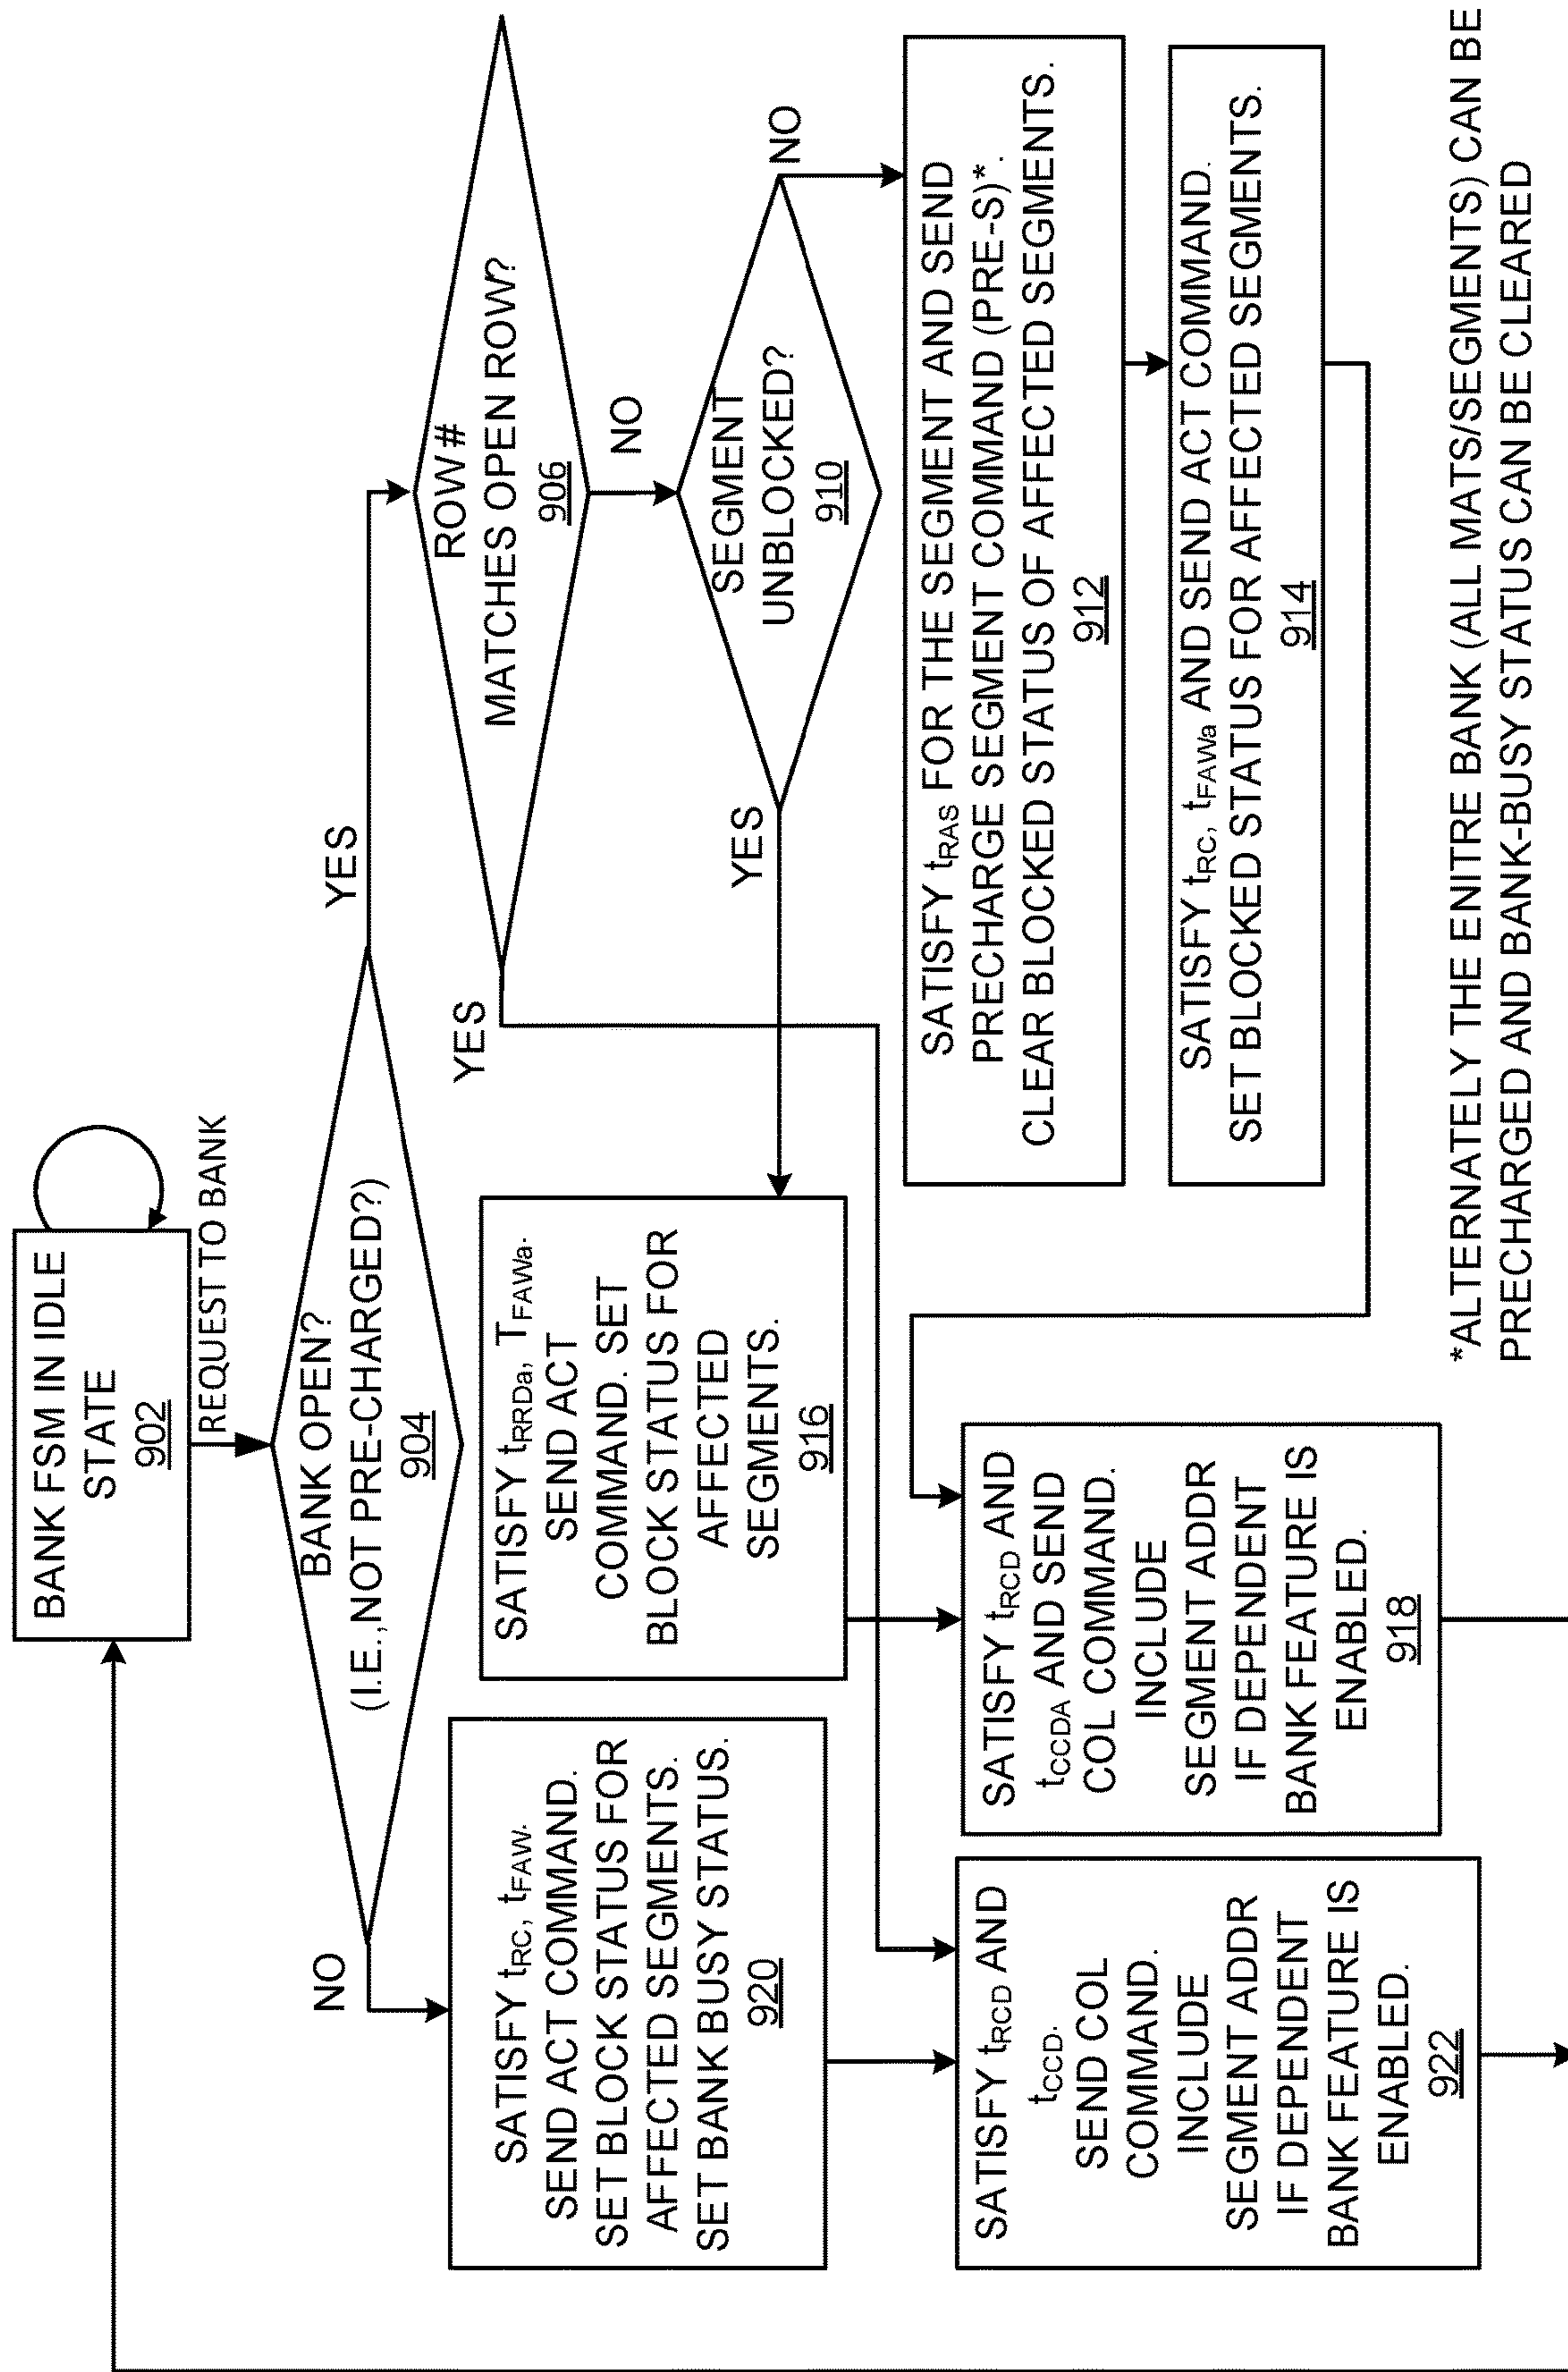 BANK FSM IN IDLE
STATE
902
REQUEST TO BANK
BANK OPEN?
(I.E., NOT PRE-CHARGED?)
904
YES
NO
ROW #
MATCHES OPEN ROW?
906
YES
NO
SEGMENT
UNBLOCKED?
910
YES
NO
SATISFY tRC, tFAW.
SEND ACT COMMAND.
SET BLOCK STATUS FOR
AFFECTED SEGMENTS.
SET BANK BUSY STATUS.
920
SATISFY tRRDa, TFAWa.
SEND ACT
COMMAND. SET
BLOCK STATUS FOR
AFFECTED
SEGMENTS.
916
SATISFY tRAS FOR THE SEGMENT AND SEND
PRECHARGE SEGMENT COMMAND (PRE-S)*.
CLEAR BLOCKED STATUS OF AFFECTED SEGMENTS.
912
SATISFY tRC, tFAWa AND SEND ACT COMMAND.
SET BLOCKED STATUS FOR AFFECTED SEGMENTS.
914
SATISFY tRCD AND
tCCD.
SEND COL
COMMAND.
INCLUDE
SEGMENT ADDR
IF DEPENDENT
BANK FEATURE IS
ENABLED.
922
SATISFY tRCD AND
tCCDA AND SEND
COL COMMAND.
INCLUDE
SEGMENT ADDR
IF DEPENDENT
BANK FEATURE IS
ENABLED.
918
*ALTERNATELY THE ENITRE BANK (ALL MATS/SEGMENTS) CAN BE
PRECHARGED AND BANK-BUSY STATUS CAN BE CLEARED